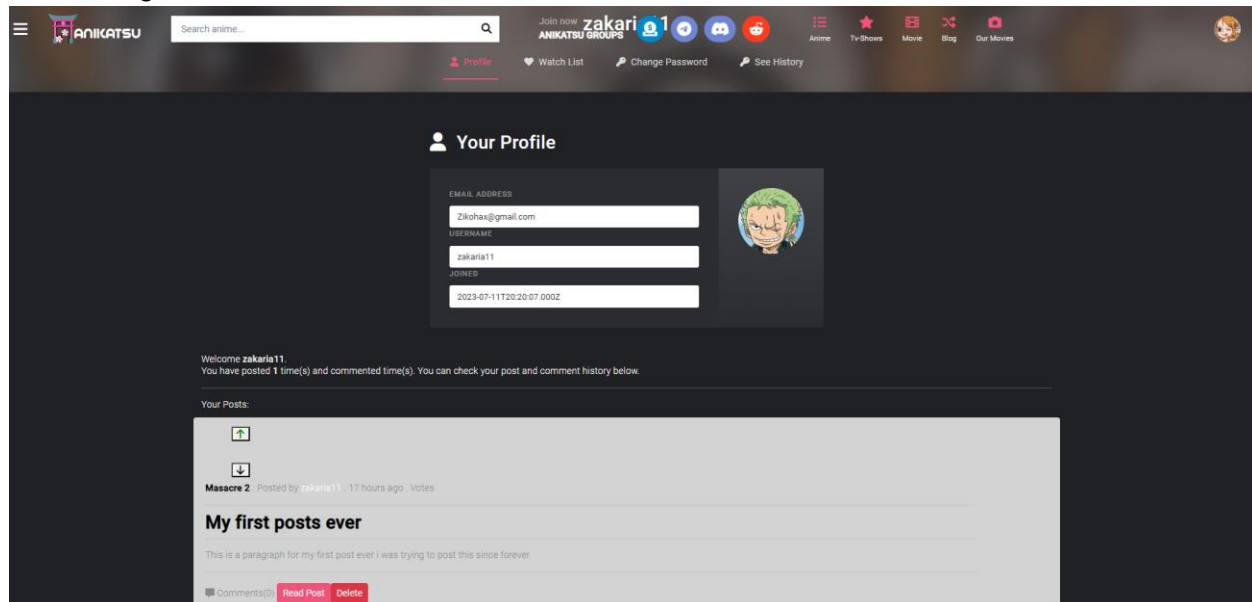 ANIKATSU
Search anime...
Join now
ANIKATSU GROUPS
Anime
Tv-Shows
Movie
Blog
Our Movies
Profile
Watch List
Change Password
See History
Your Profile
EMAIL ADDRESS
Zikohax@gmail.com
USERNAME
zakaria11
JOINED
2023-07-11T20:20:07.000Z
Welcome zakaria11.
You have posted 1 time(s) and commented time(s). You can check your post and comment history below.
Your Posts:
Masacre 2 . Posted by zakaria11 . 17 hours ago . Votes
My first posts ever
This is a paragraph for my first post ever i was trying to post this since forever
Comments(0) Read Post Delete